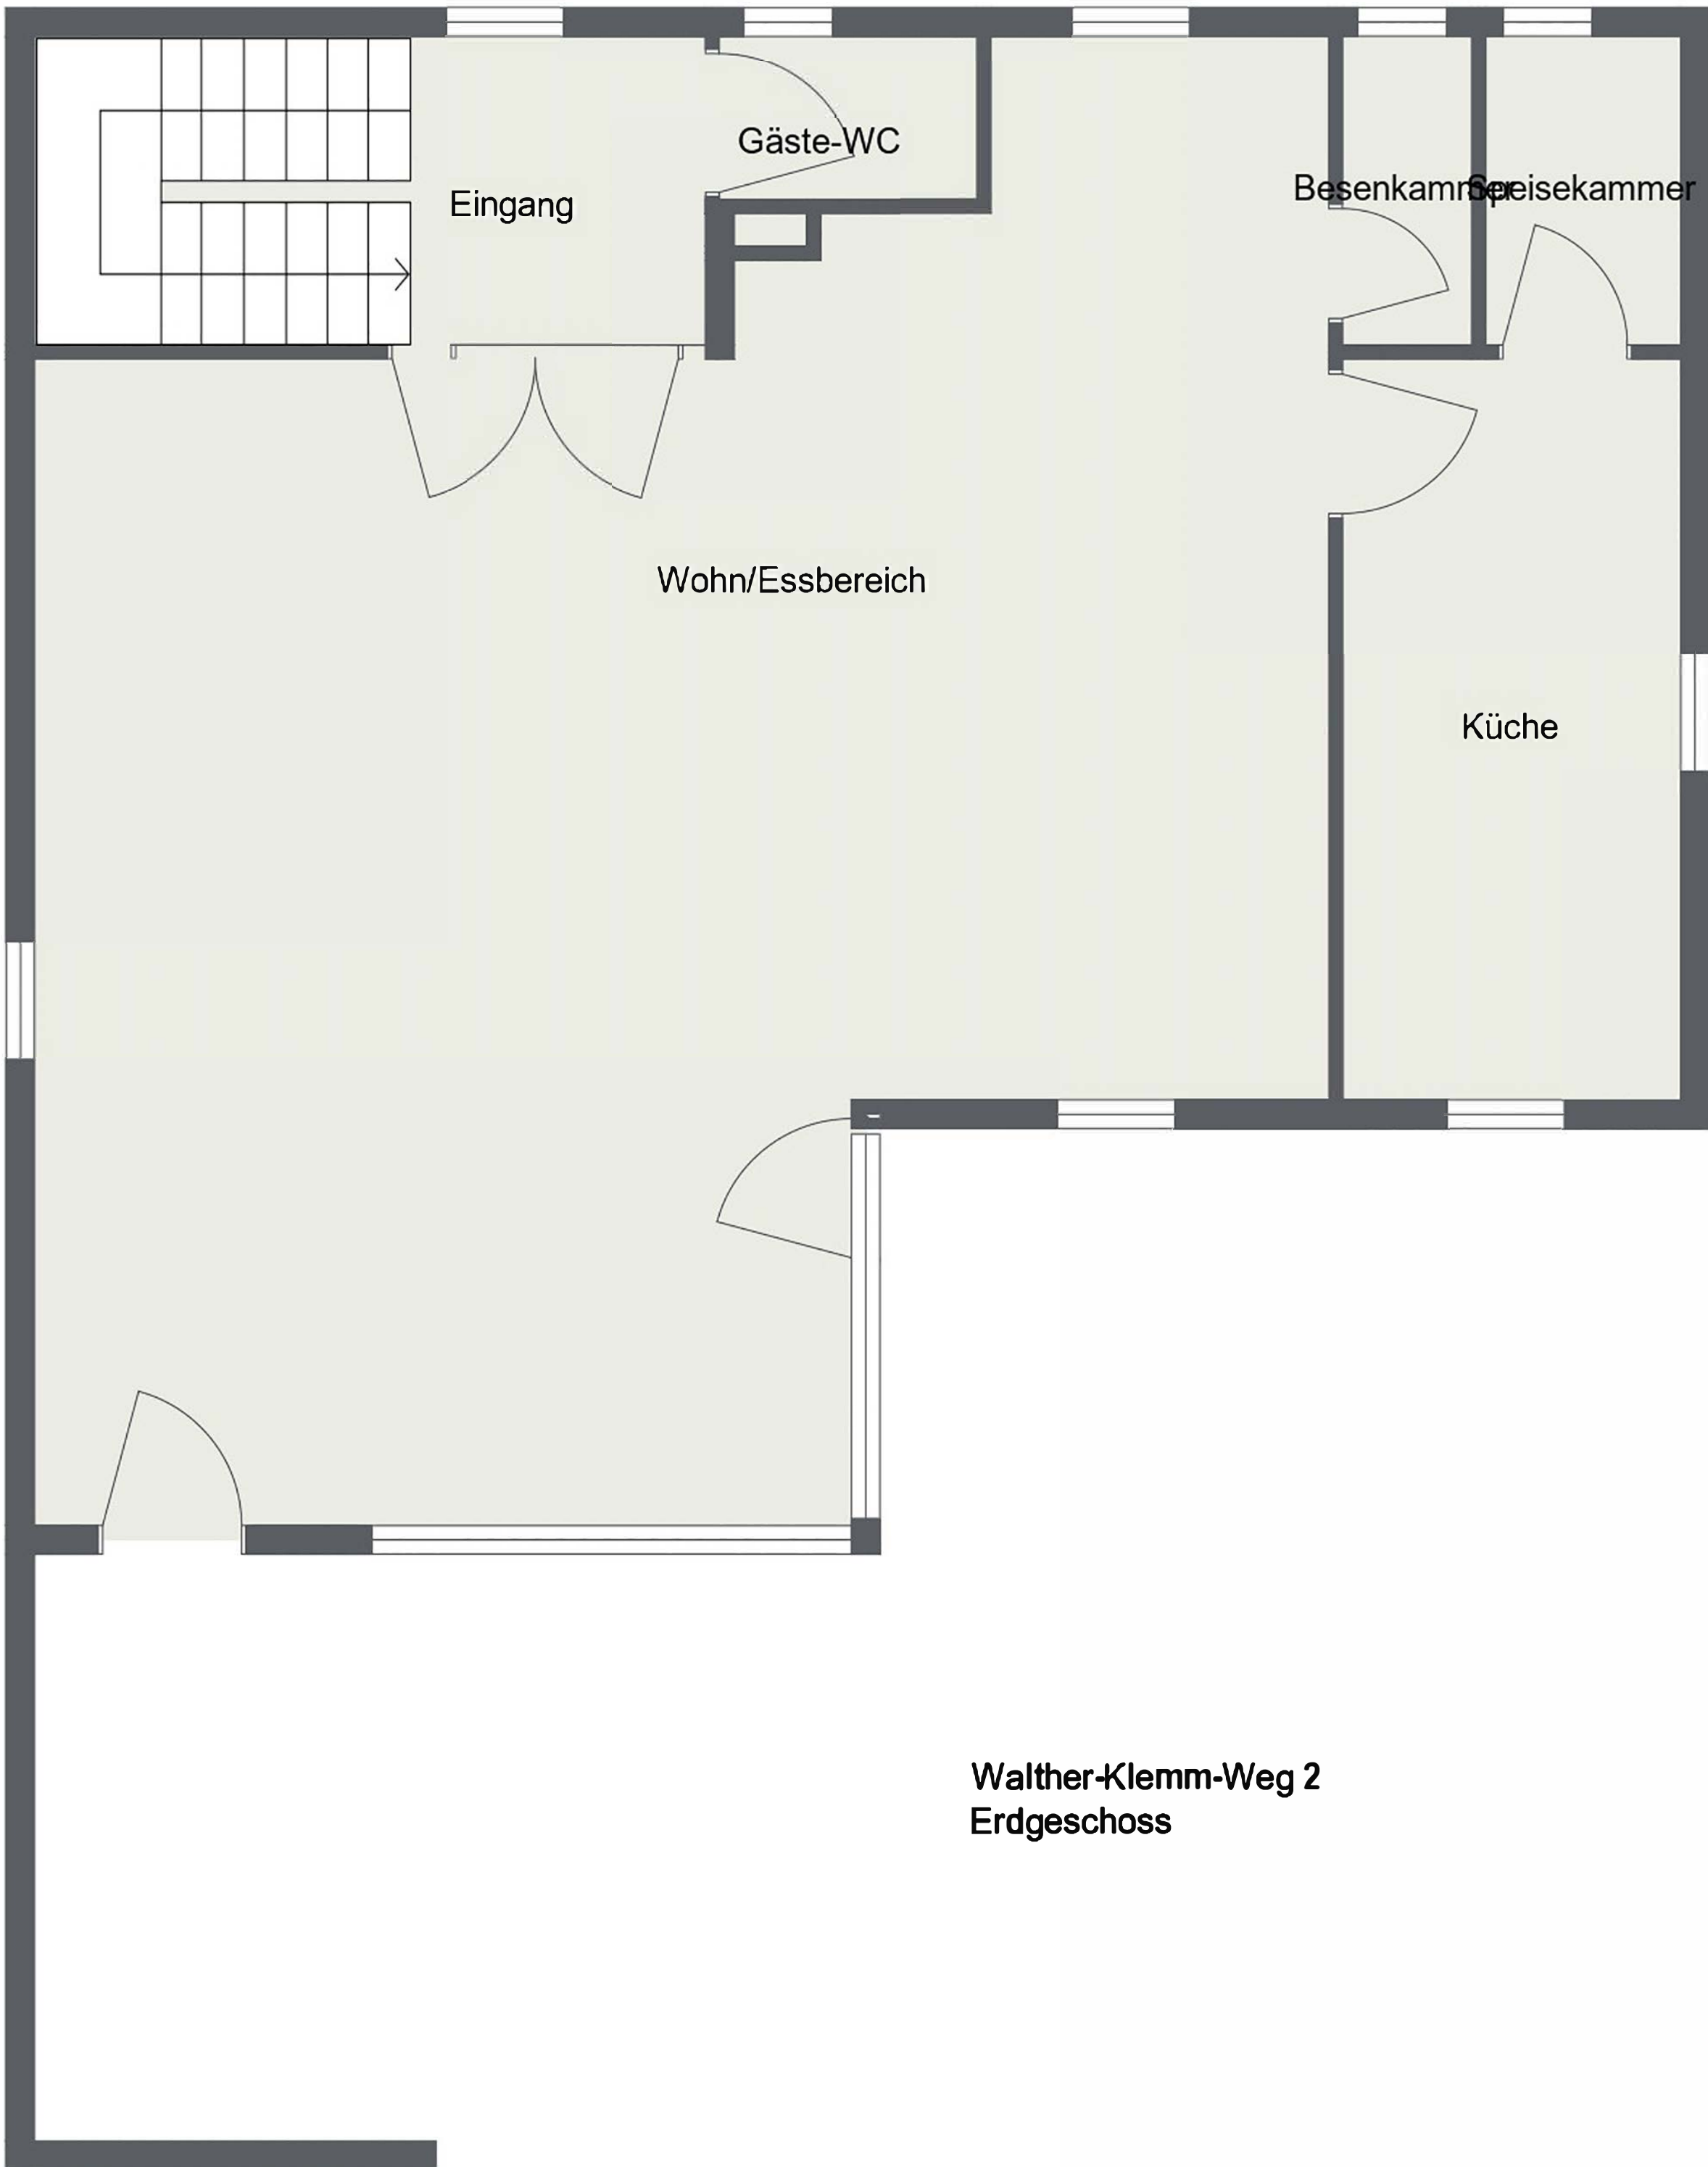 Gäste-WC
Eingang
Besenkammer
Speisekammer
Wohn/Essbereich
Küche
Walther-Klemm-Weg 2
Erdgeschoss